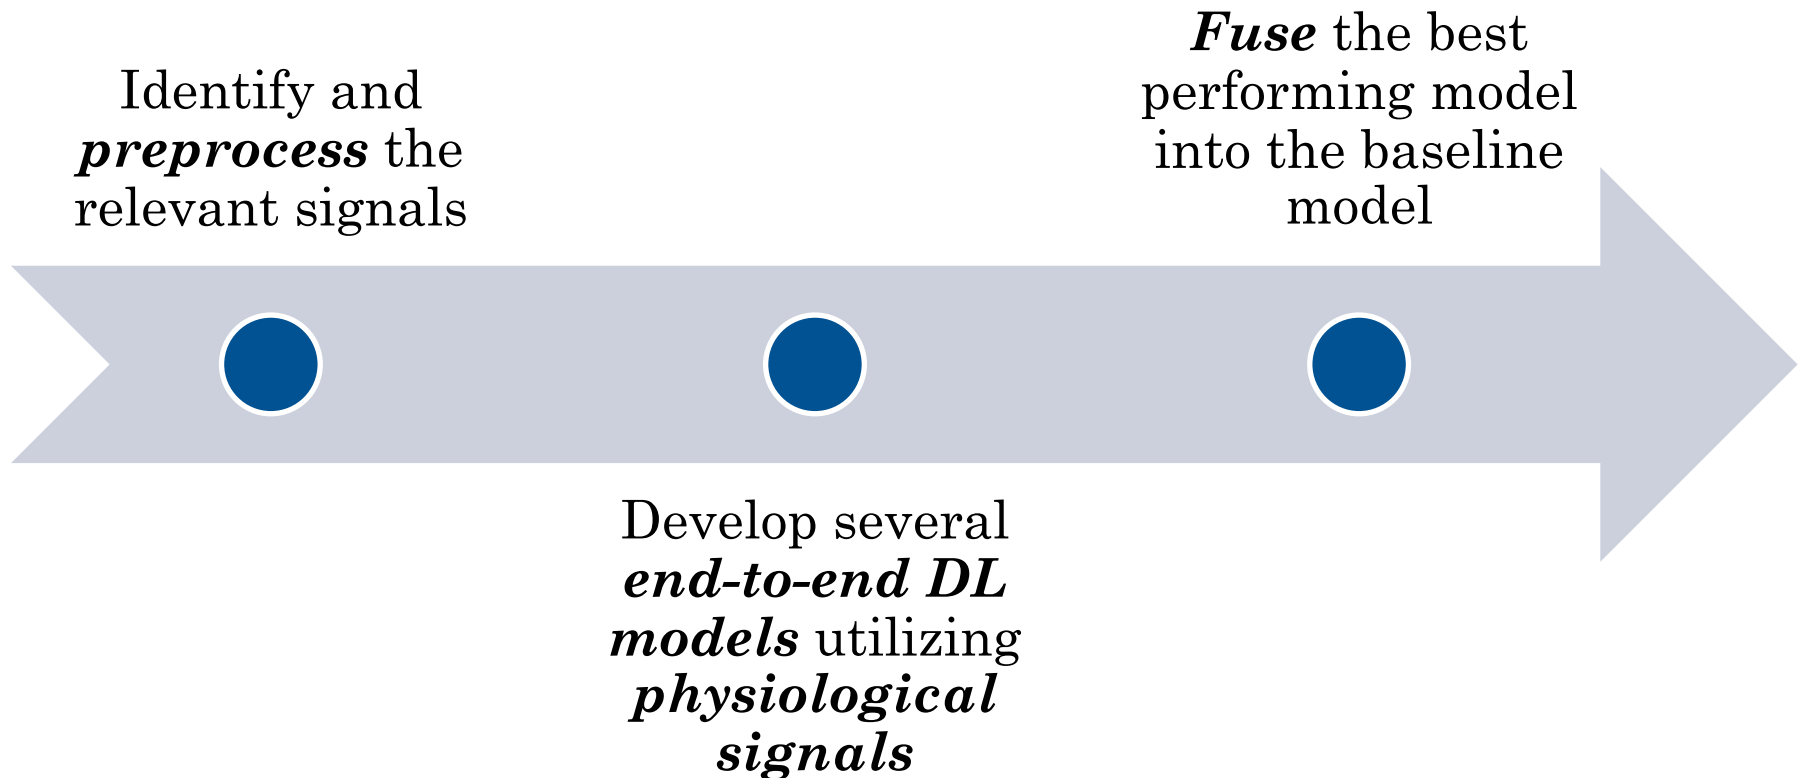 Identify and
preprocess the
relevant signals
Develop several
end-to-end DL
models utilizing
physiological
signals
Fuse the best
performing model
into the baseline
model